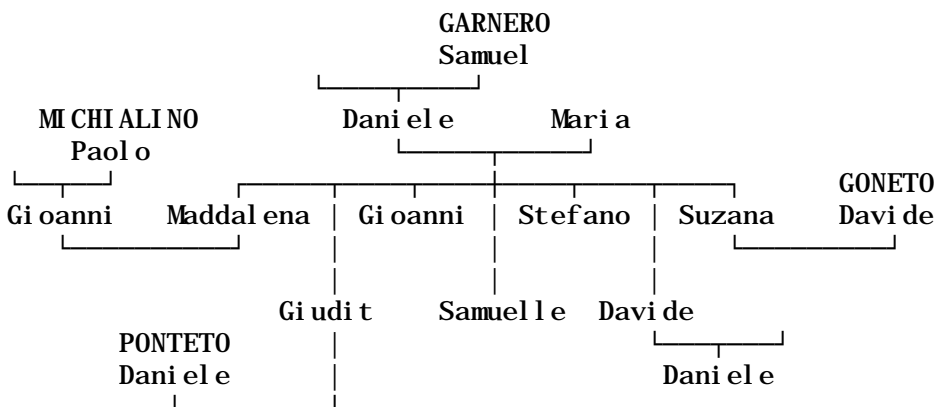 GARNERO
Samuel
Daniele Maria
MICHIALINO
Paolo
GONETO
Gioanni Maddalena Gioanni Stefano Suzana Davide
Giudit Samuelle Davide
PONTETO
Daniele Daniele